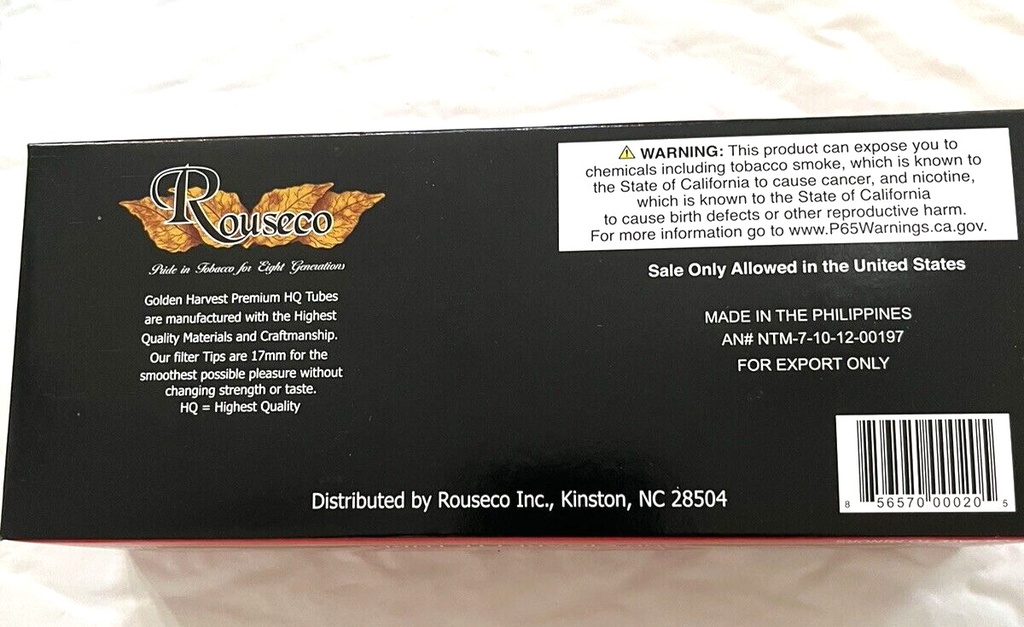 Rouseco
Pride in Tobacco for Eight Generations
Golden Harvest Premium HQ Tubes
are manufactured with the Highest
Quality Materials and Craftmanship.
Our filter Tips are 17mm for the
smoothest possible pleasure without
changing strength or taste.
HQ = Highest Quality
⚠ WARNING: This product can expose you to
chemicals including tobacco smoke, which is known to
the State of California to cause cancer, and nicotine,
which is known to the State of California
to cause birth defects or other reproductive harm.
For more information go to www.P65Warnings.ca.gov.
Sale Only Allowed in the United States
MADE IN THE PHILIPPINES
AN# NTM-7-10-12-00197
FOR EXPORT ONLY
8 56570 00020 5
Distributed by Rouseco Inc., Kinston, NC 28504